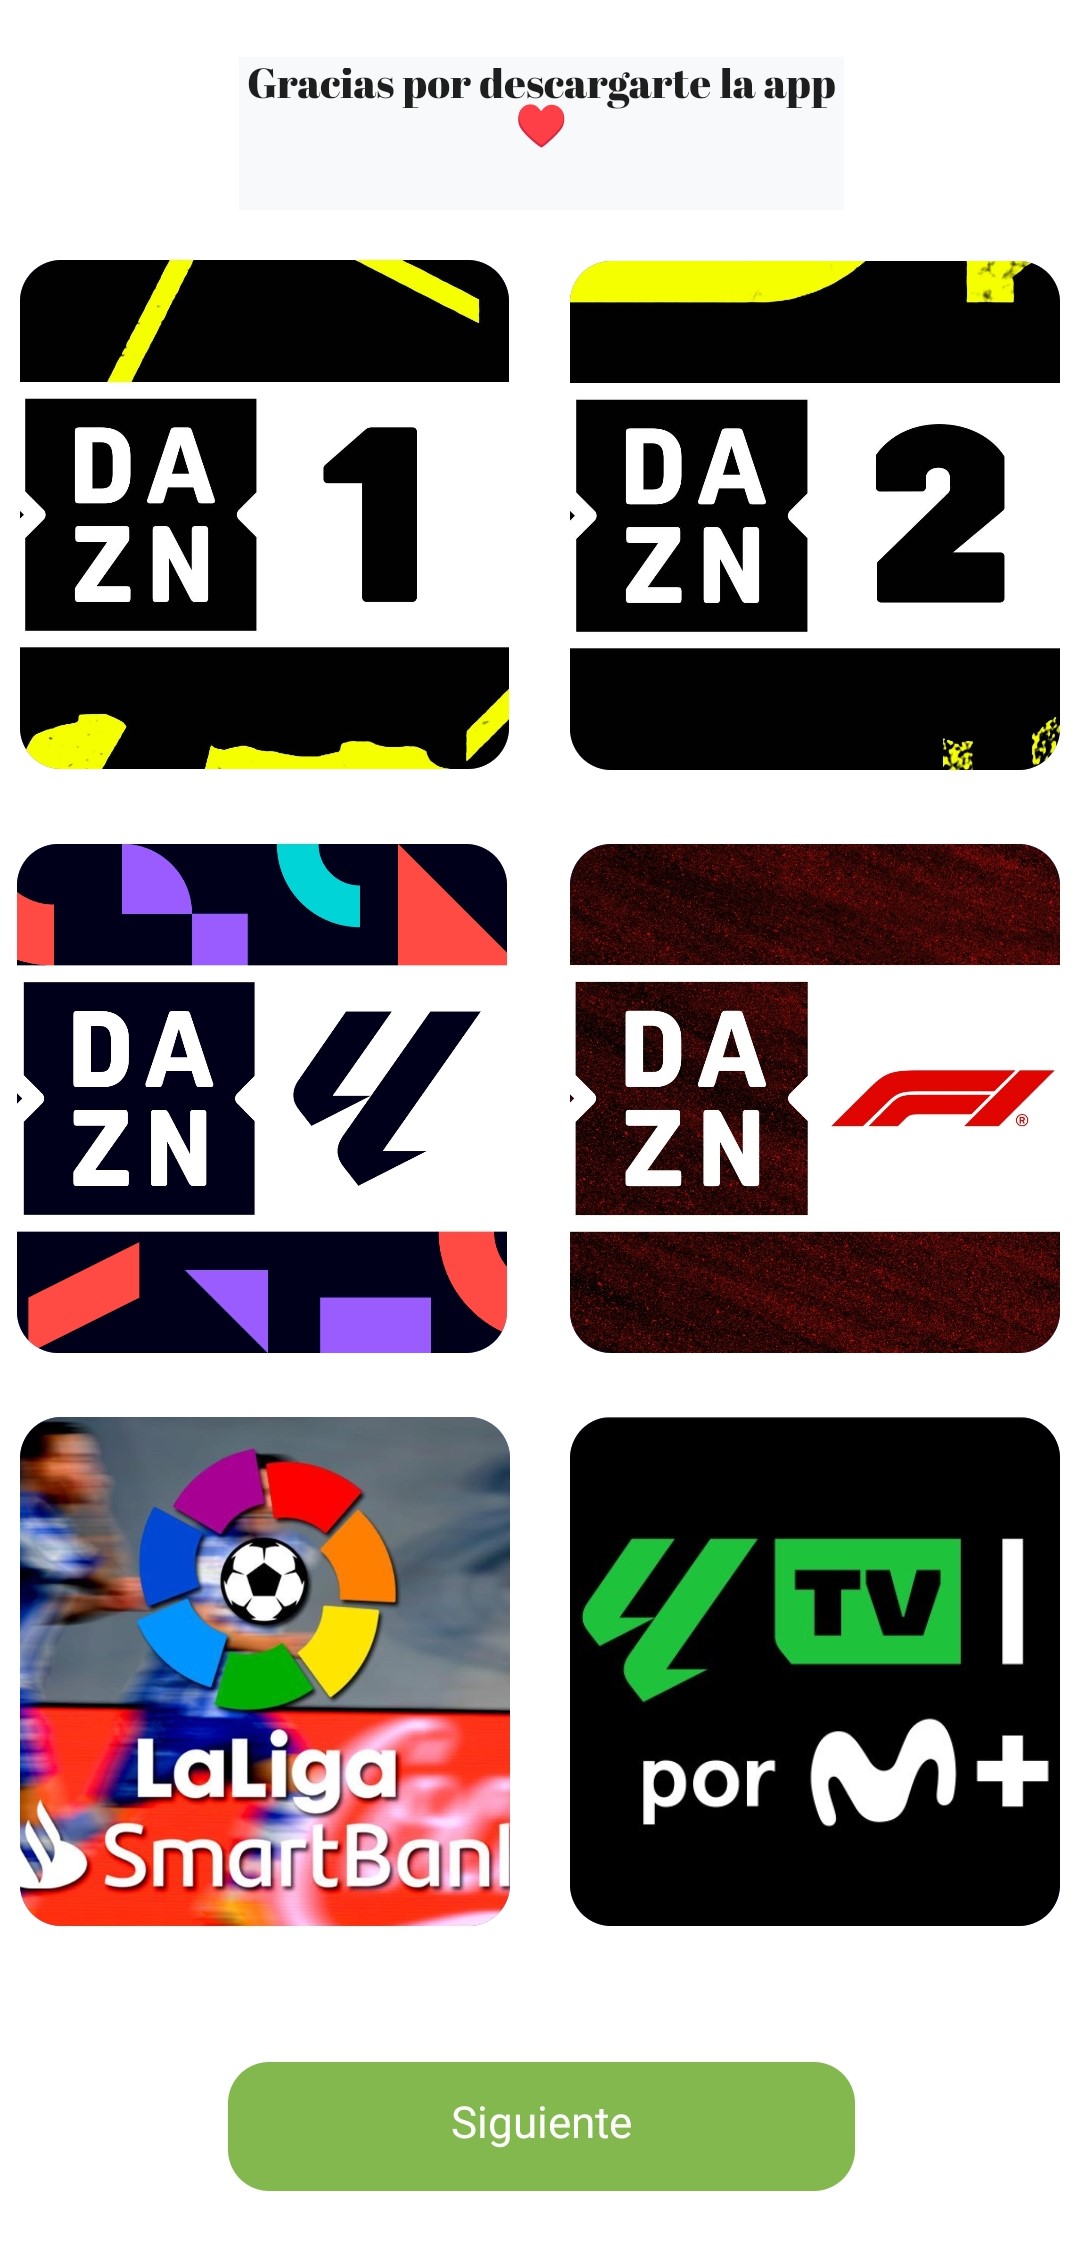 Gracias por descargarte la app
DA
ZN
1
DA
ZN
2
DA
ZN
DA
ZN
F1 ®
LaLiga
SmartBan
TV
por M+
Siguiente